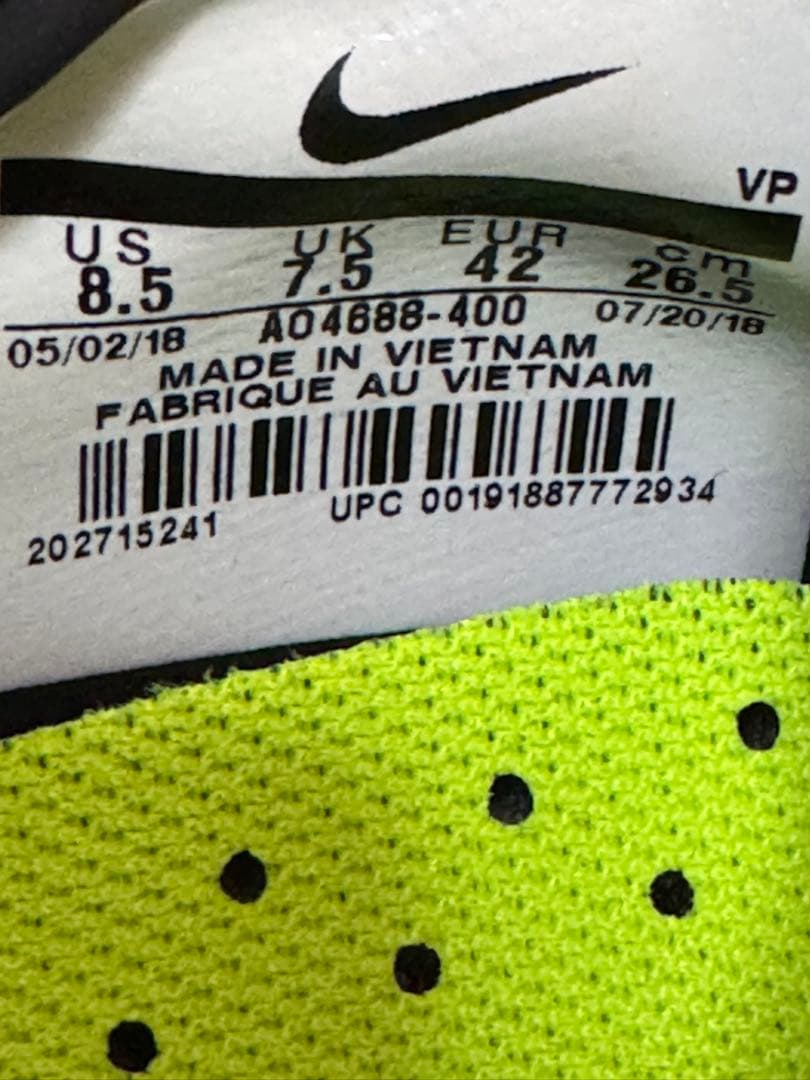 VP
US UK EUR cm
8.5 7.5 42 26.5
05/02/18 AO4688-400 07/20/18
MADE IN VIETNAM
FABRIQUE AU VIETNAM
202715241 UPC 00191887772934